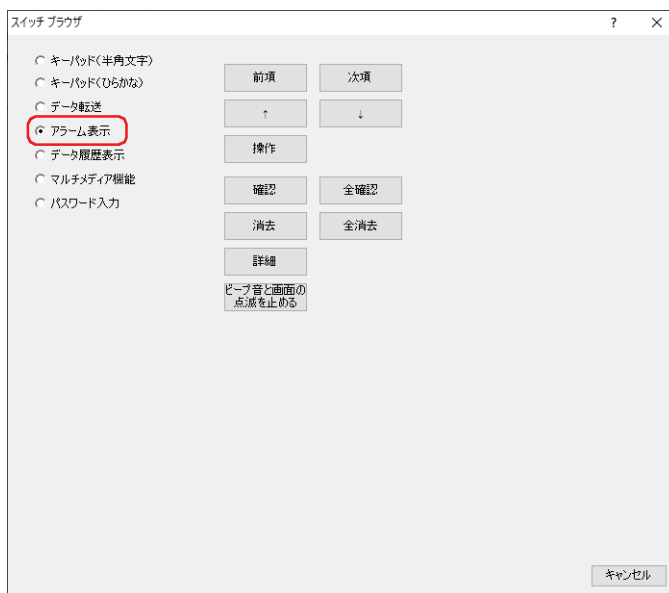 スイッチ ブラウザ
?
×
キーパッド(半角文字)
キーパッド(ひらかな)
データ転送
アラーム表示
データ履歴表示
マルチメディア機能
パスワード入力
前項
次項
↑
↓
操作
確認
全確認
消去
全消去
詳細
ビープ音と画面の
点滅を止める
キャンセル